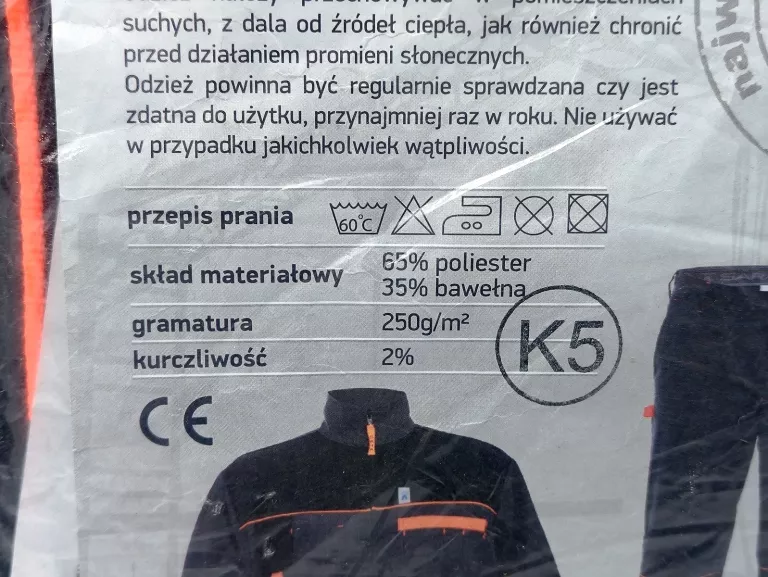 suchych, z dala od źródeł ciepła, jak również chronić
przed działaniem promieni słonecznych.
Odzież powinna być regularnie sprawdzana czy jest
zdatna do użytku, przynajmniej raz w roku. Nie używać
w przypadku jakichkolwiek wątpliwości.
przepis prania
60°C
skład materiałowy
65% poliester
35% bawełna
gramatura 250g/m²
kurczliwość 2%
K5
CE